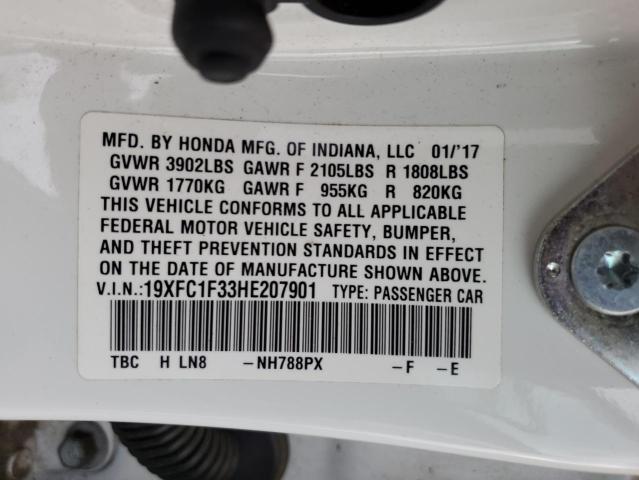 MFD. BY HONDA MFG. OF INDIANA, LLC 01/'17
GVWR 3902LBS GAWR F 2105LBS R 1808LBS
GVWR 1770KG GAWR F 955KG R 820KG
THIS VEHICLE CONFORMS TO ALL APPLICABLE
FEDERAL MOTOR VEHICLE SAFETY, BUMPER,
AND THEFT PREVENTION STANDARDS IN EFFECT
ON THE DATE OF MANUFACTURE SHOWN ABOVE.
V.I.N.:19XFC1F33HE207901 TYPE: PASSENGER CAR
TBC H LN8 -NH788PX -F -E